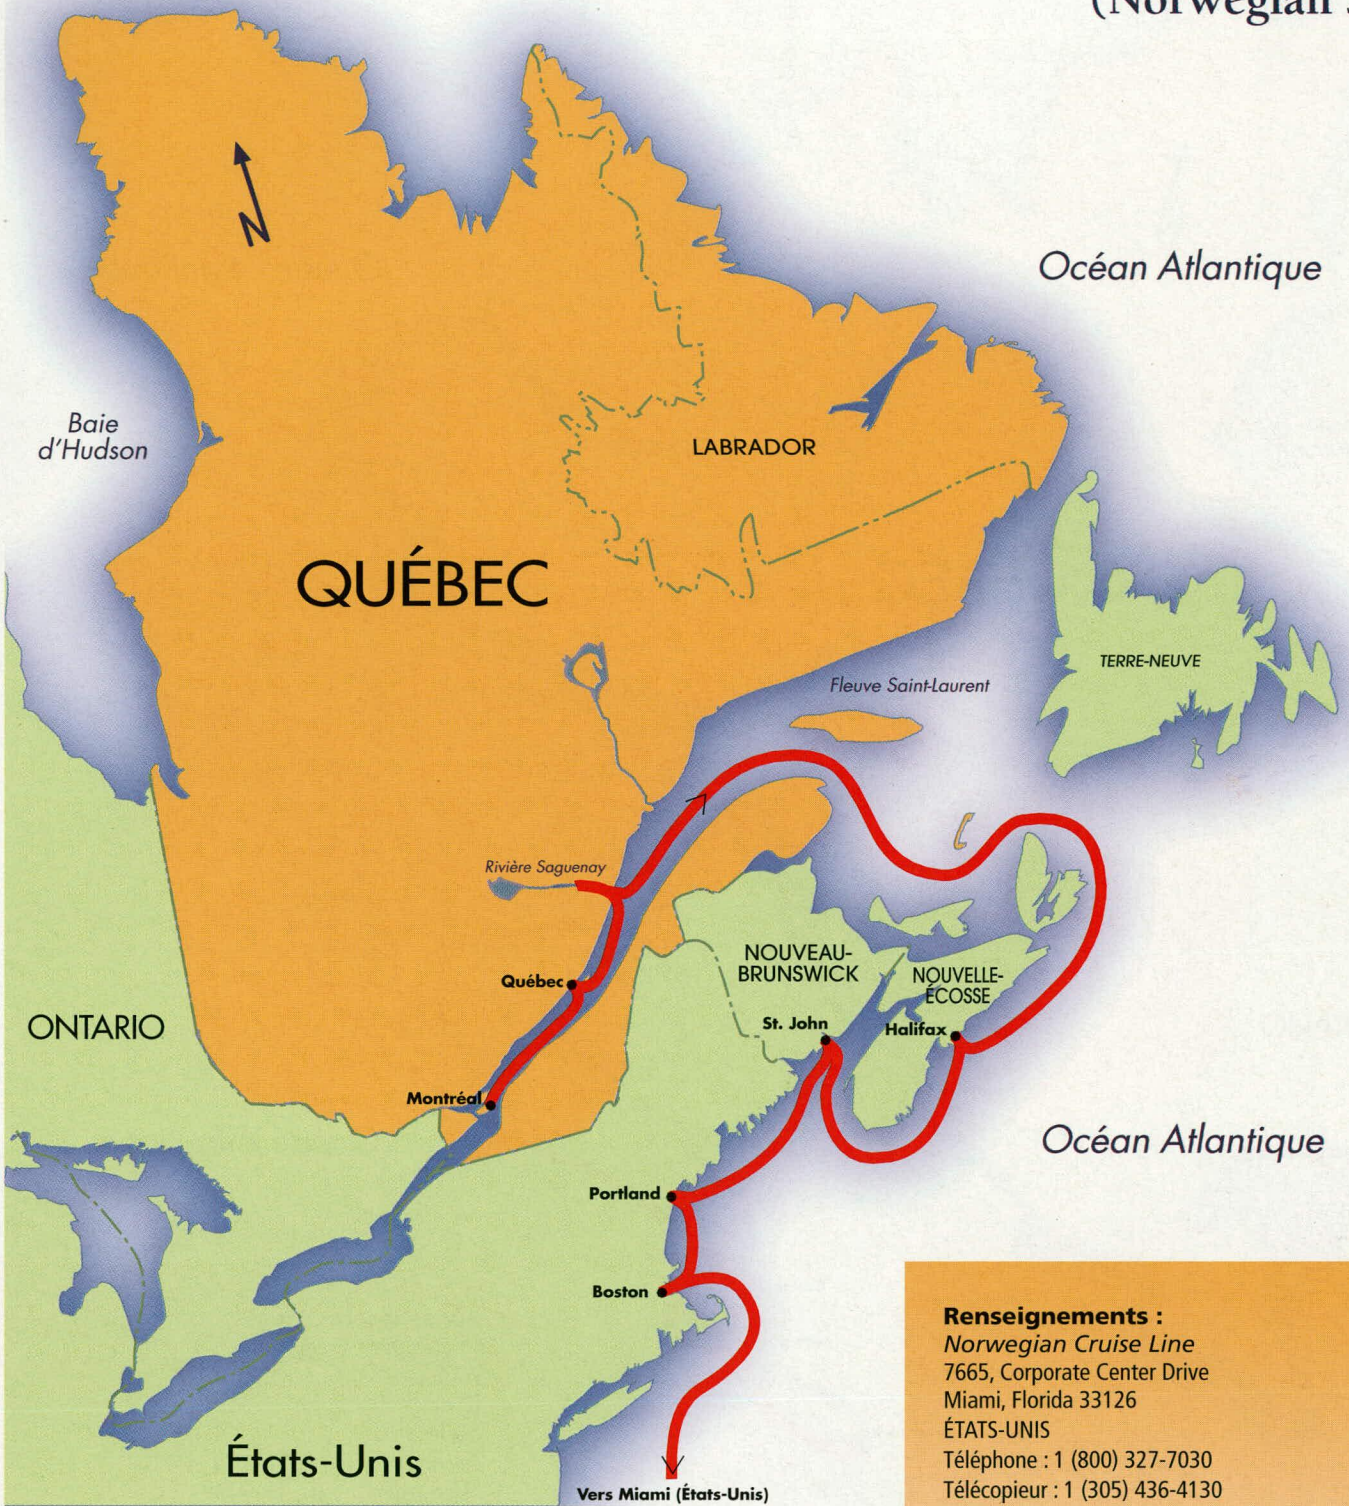 (Norwegian
N
Océan Atlantique
Baie
d'Hudson
LABRADOR
QUÉBEC
TERRE-NEUVE
Fleuve Saint-Laurent
Rivière Saguenay
NOUVEAU-
BRUNSWICK
NOUVELLE-
ÉCOSSE
Québec
ONTARIO
St. John
Halifax
Montréal
Océan Atlantique
Portland
Boston
Renseignements :
Norwegian Cruise Line
7665, Corporate Center Drive
Miami, Florida 33126
ÉTATS-UNIS
Téléphone : 1 (800) 327-7030
Télécopieur : 1 (305) 436-4130
États-Unis
Vers Miami (États-Unis)